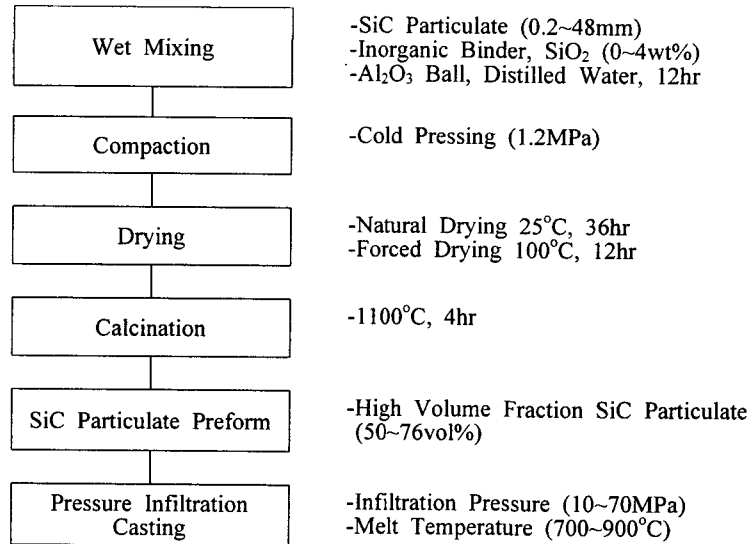 Wet Mixing
-SiC Particulate (0.2~48mm)
-Inorganic Binder, SiO₂ (0~4wt%)
-Al₂O₃ Ball, Distilled Water, 12hr
Compaction
-Cold Pressing (1.2MPa)
Drying
-Natural Drying 25°C, 36hr
-Forced Drying 100°C, 12hr
Calcination
-1100°C, 4hr
SiC Particulate Preform
-High Volume Fraction SiC Particulate
(50~76vol%)
Pressure Infiltration
Casting
-Infiltration Pressure (10~70MPa)
-Melt Temperature (700~900°C)